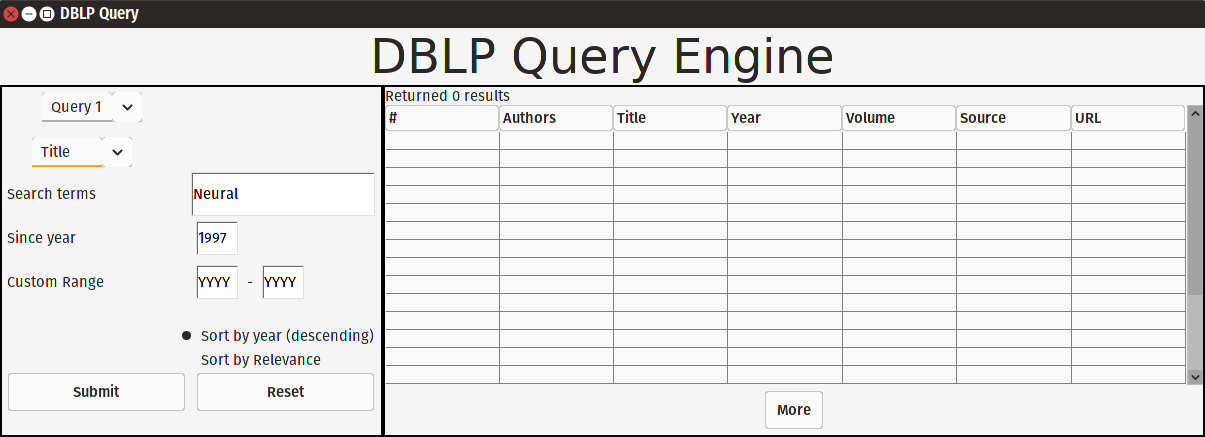 DBLP Query
DBLP Query Engine
Query 1
Title
Search terms Neural
Since year 1997
Custom Range YYYY - YYYY
Sort by year (descending)
Sort by Relevance
Submit Reset
Returned 0 results
# Authors Title Year Volume Source URL
More